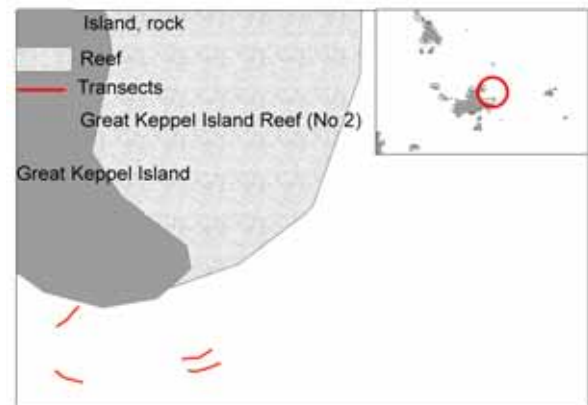 Island, rock
Reef
Transects
Great Keppel Island Reef (No 2)
Great Keppel Island